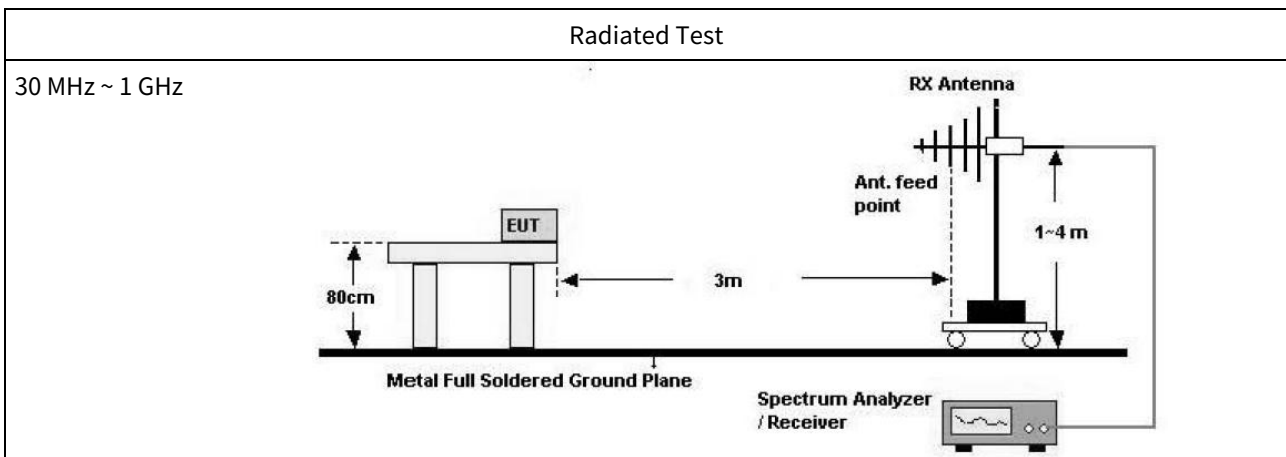 Radiated Test
30 MHz ~ 1 GHz
RX Antenna
Ant. feed
point
EUT
1~4 m
3m
80cm
Metal Full Soldered Ground Plane
Spectrum Analyzer
/ Receiver